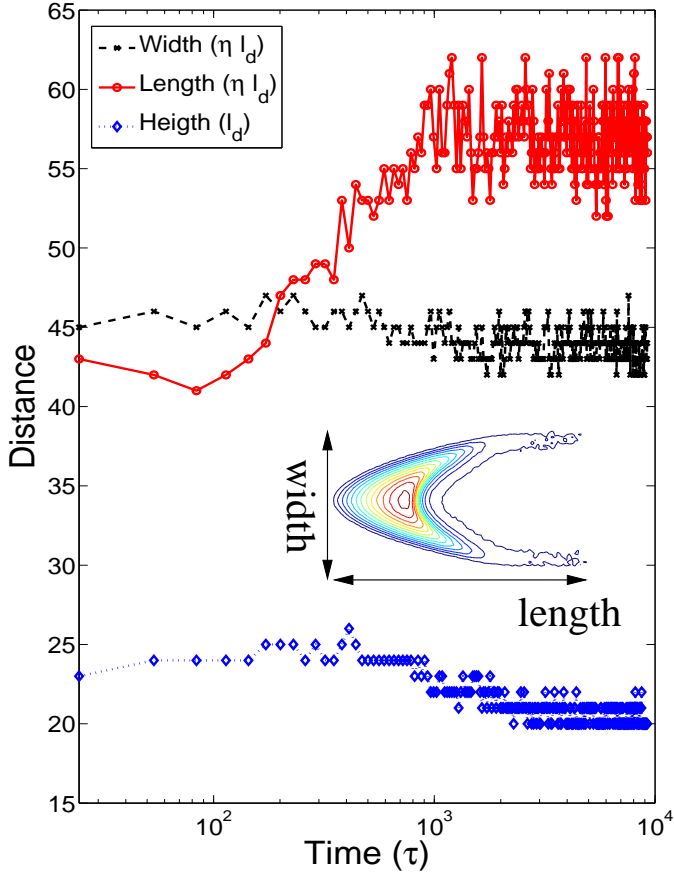 65
60
55
50
45
40
35
30
25
20
15
Distance
Width (η l_d)
Length (η l_d)
Heigth (l_d)
width
length
10^2
10^3
10^4
Time (τ)